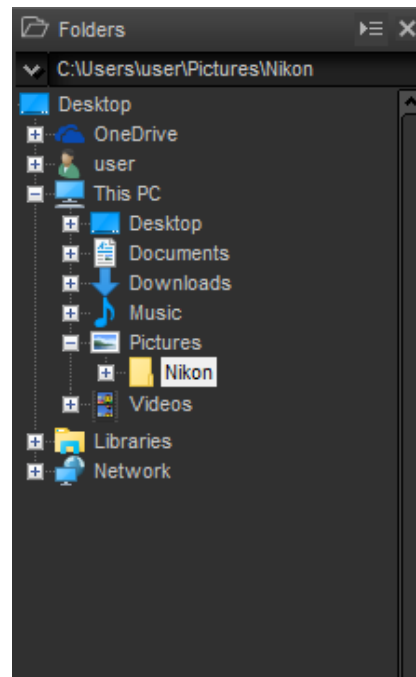 Folders
C:\Users\user\Pictures\Nikon
Desktop
OneDrive
user
This PC
Desktop
Documents
Downloads
Music
Pictures
Nikon
Videos
Libraries
Network